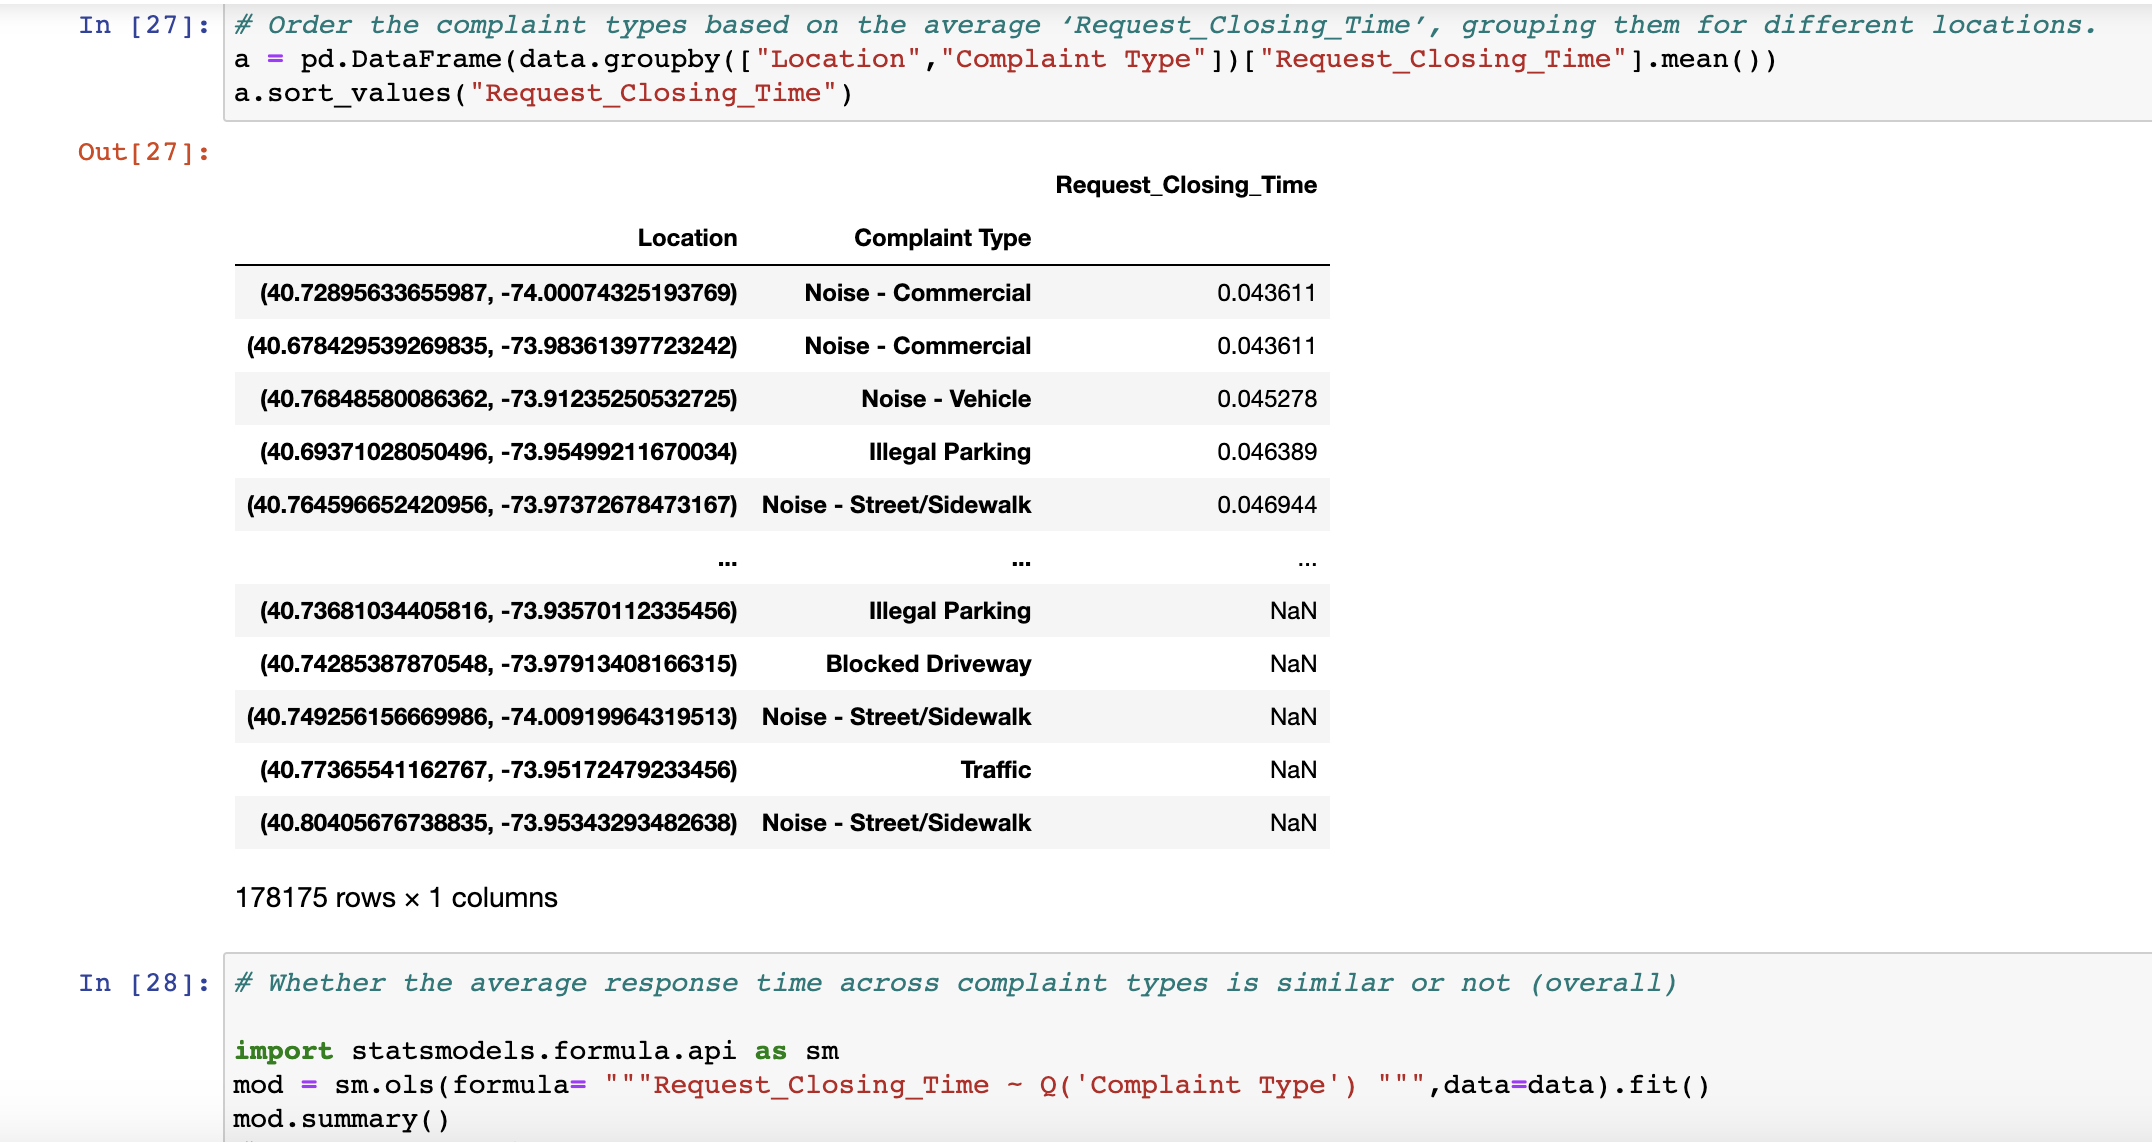 In [27]: # Order the complaint types based on the average ‘Request_Closing_Time’, grouping them for different locations.
a = pd.DataFrame(data.groupby(["Location","Complaint Type"])["Request_Closing_Time"].mean())
a.sort_values("Request_Closing_Time")
Out[27]:
Request_Closing_Time
Location Complaint Type
(40.72895633655987, -74.00074325193769) Noise - Commercial 0.043611
(40.678429539269835, -73.98361397723242) Noise - Commercial 0.043611
(40.76848580086362, -73.91235250532725) Noise - Vehicle 0.045278
(40.69371028050496, -73.95499211670034) Illegal Parking 0.046389
(40.764596652420956, -73.97372678473167) Noise - Street/Sidewalk 0.046944
... ... ...
(40.73681034405816, -73.93570112335456) Illegal Parking NaN
(40.74285387870548, -73.97913408166315) Blocked Driveway NaN
(40.749256156669986, -74.00919964319513) Noise - Street/Sidewalk NaN
(40.77365541162767, -73.95172479233456) Traffic NaN
(40.80405676738835, -73.95343293482638) Noise - Street/Sidewalk NaN
178175 rows × 1 columns
In [28]: # Whether the average response time across complaint types is similar or not (overall)
import statsmodels.formula.api as sm
mod = sm.ols(formula= """Request_Closing_Time ~ Q('Complaint Type') """,data=data).fit()
mod.summary()